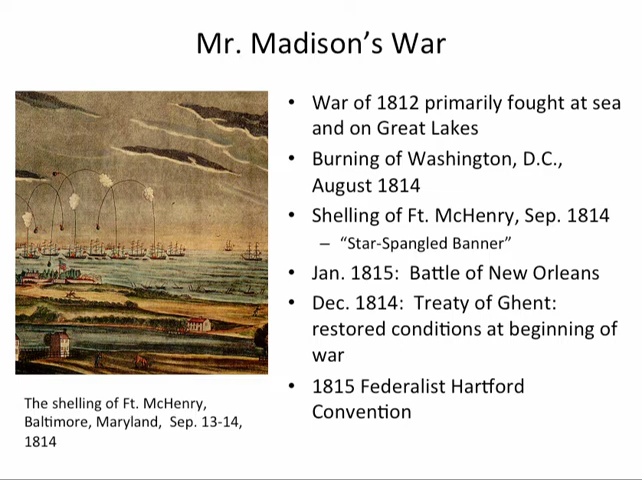 Mr. Madison's War
• War of 1812 primarily fought at sea
and on Great Lakes
• Burning of Washington, D.C.,
August 1814
• Shelling of Ft. McHenry, Sep. 1814
– "Star-Spangled Banner"
• Jan. 1815: Battle of New Orleans
• Dec. 1814: Treaty of Ghent:
restored conditions at beginning of
war
• 1815 Federalist Hartford
Convention
The shelling of Ft. McHenry,
Baltimore, Maryland, Sep. 13-14,
1814